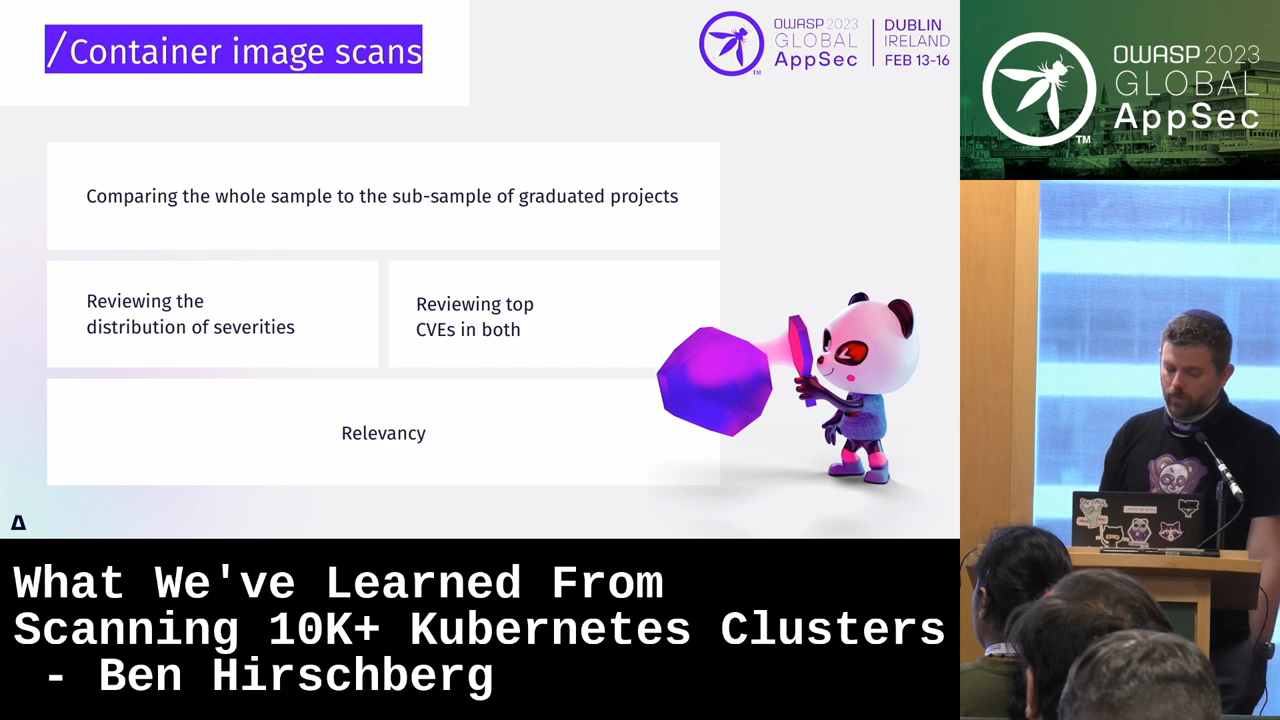 /Container image scans
OWASP 2023
GLOBAL
AppSec
TM
DUBLIN
IRELAND
FEB 13-16
Comparing the whole sample to the sub-sample of graduated projects
Reviewing the
distribution of severities
Reviewing top
CVEs in both
Relevancy
What We've Learned From
Scanning 10K+ Kubernetes Clusters
- Ben Hirschberg
OWASP 2023
GLOBAL
AppSec
TM